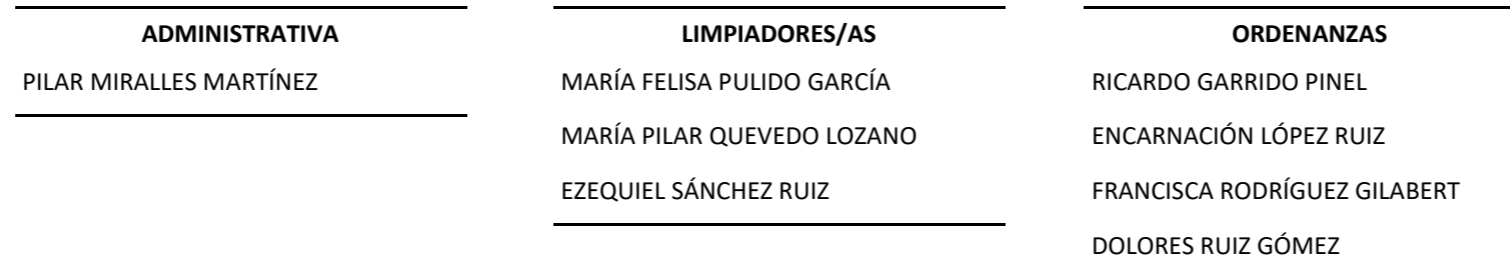 ADMINISTRATIVA
PILAR MIRALLES MARTÍNEZ
LIMPIADORES/AS
MARÍA FELISA PULIDO GARCÍA
MARÍA PILAR QUEVEDO LOZANO
EZEQUIEL SÁNCHEZ RUIZ
ORDENANZAS
RICARDO GARRIDO PINEL
ENCARNACIÓN LÓPEZ RUIZ
FRANCISCA RODRÍGUEZ GILABERT
DOLORES RUIZ GÓMEZ